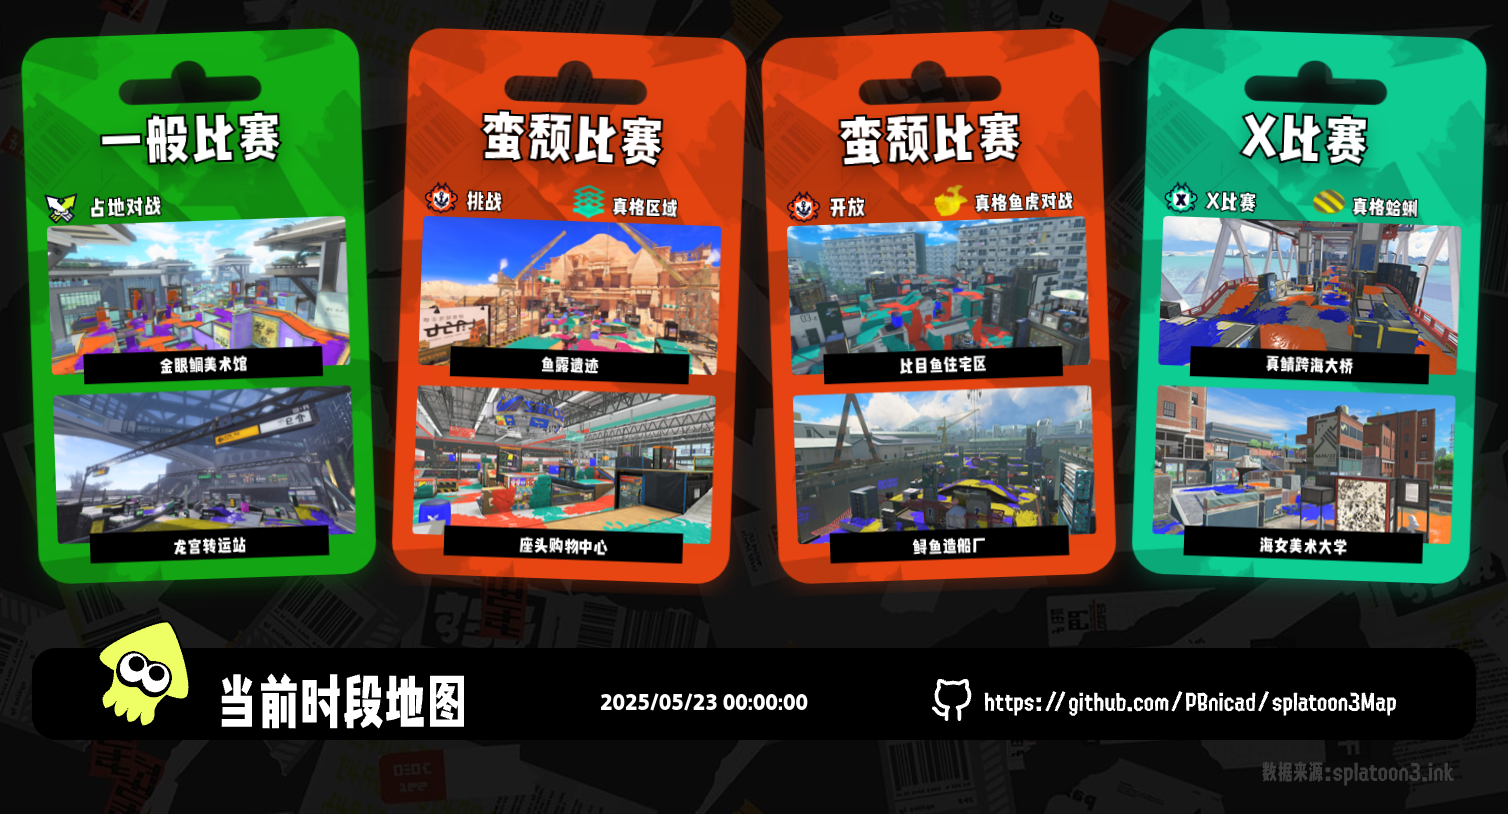 一般比赛
占地对战
金眼鲷美术馆
龙宫转运站
蛮颓比赛
挑战
真格区域
鱼露遗迹
座头购物中心
蛮颓比赛
开放
真格鱼虎对战
比目鱼住宅区
鲟鱼造船厂
X比赛
X比赛
真格蛤蜊
真鲷跨海大桥
海女美术大学
当前时段地图
2025/05/23 00:00:00
https://github.com/PBnicad/splatoon3Map
数据来源:splatoon3.ink